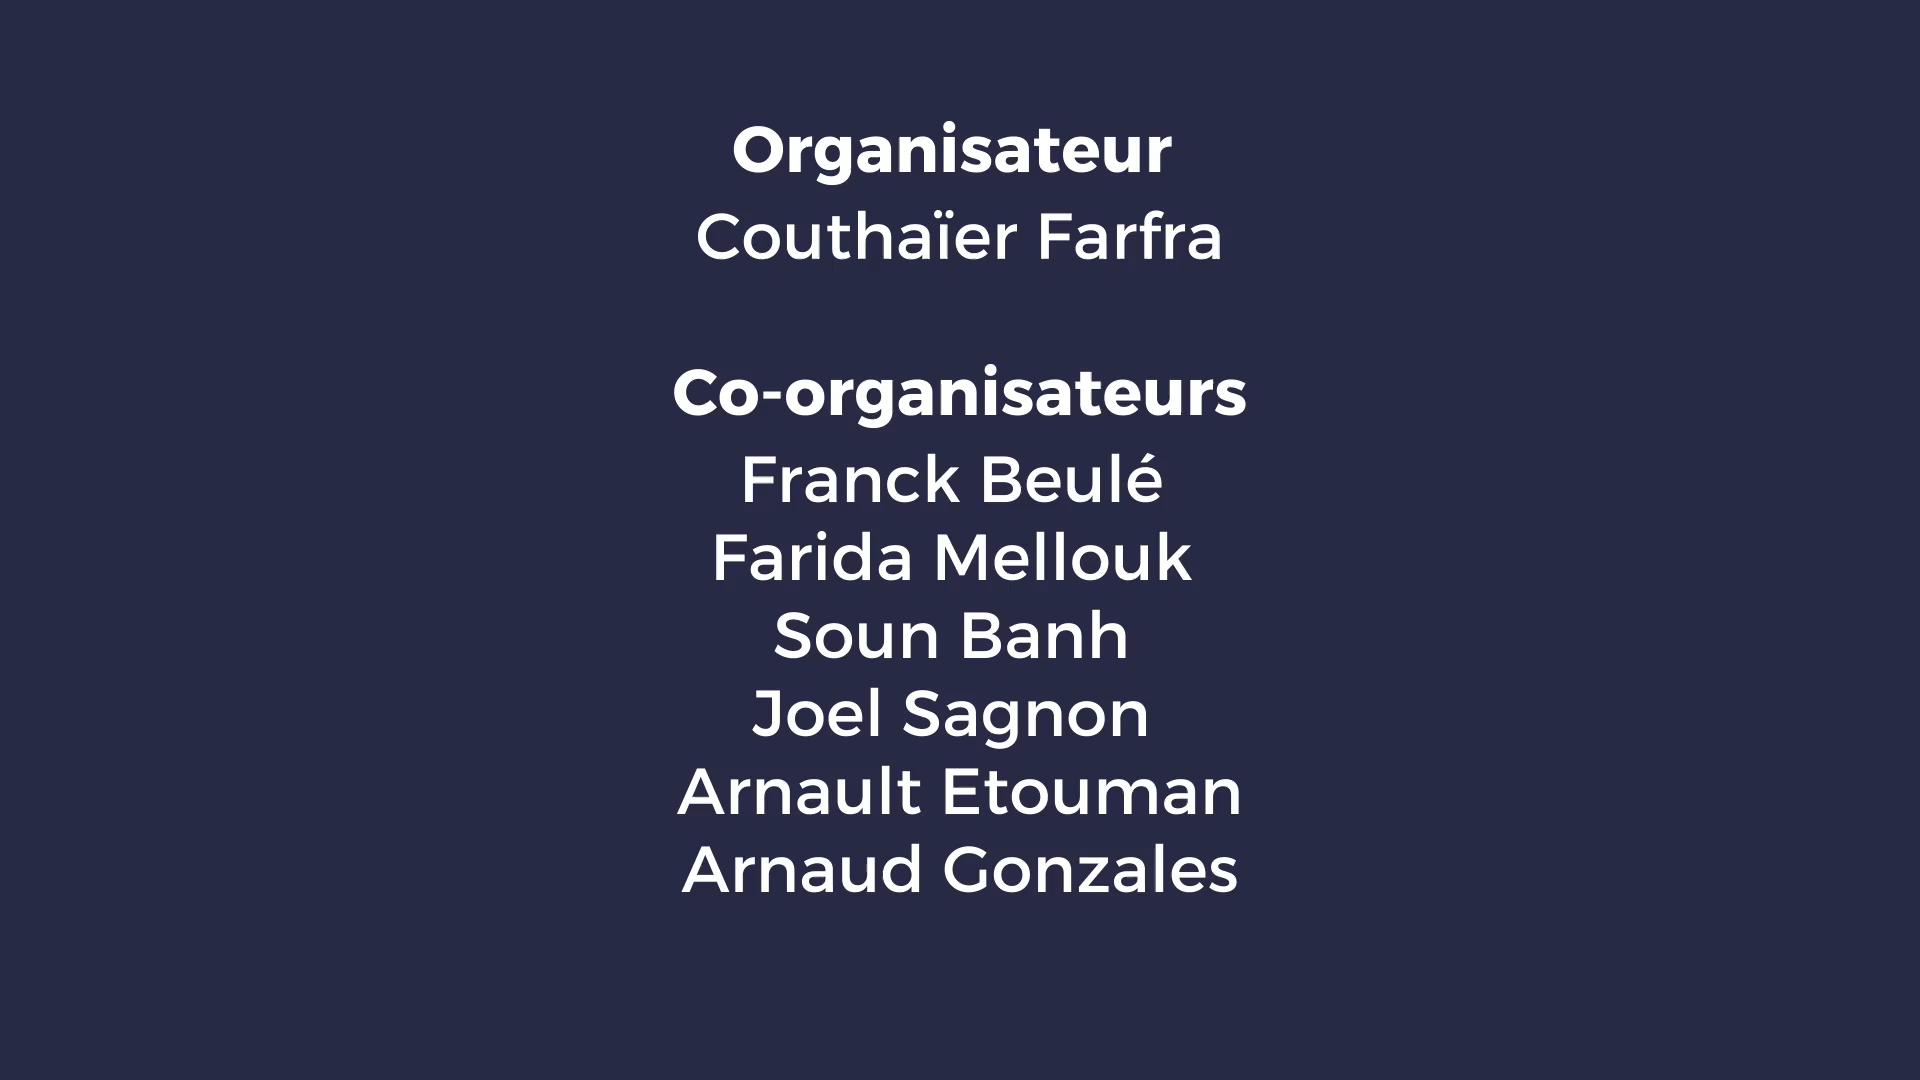 Organisateur
Couthaïer Farfra
Co-organisateurs
Franck Beulé
Farida Mellouk
Soun Banh
Joel Sagnon
Arnault Etouman
Arnaud Gonzales